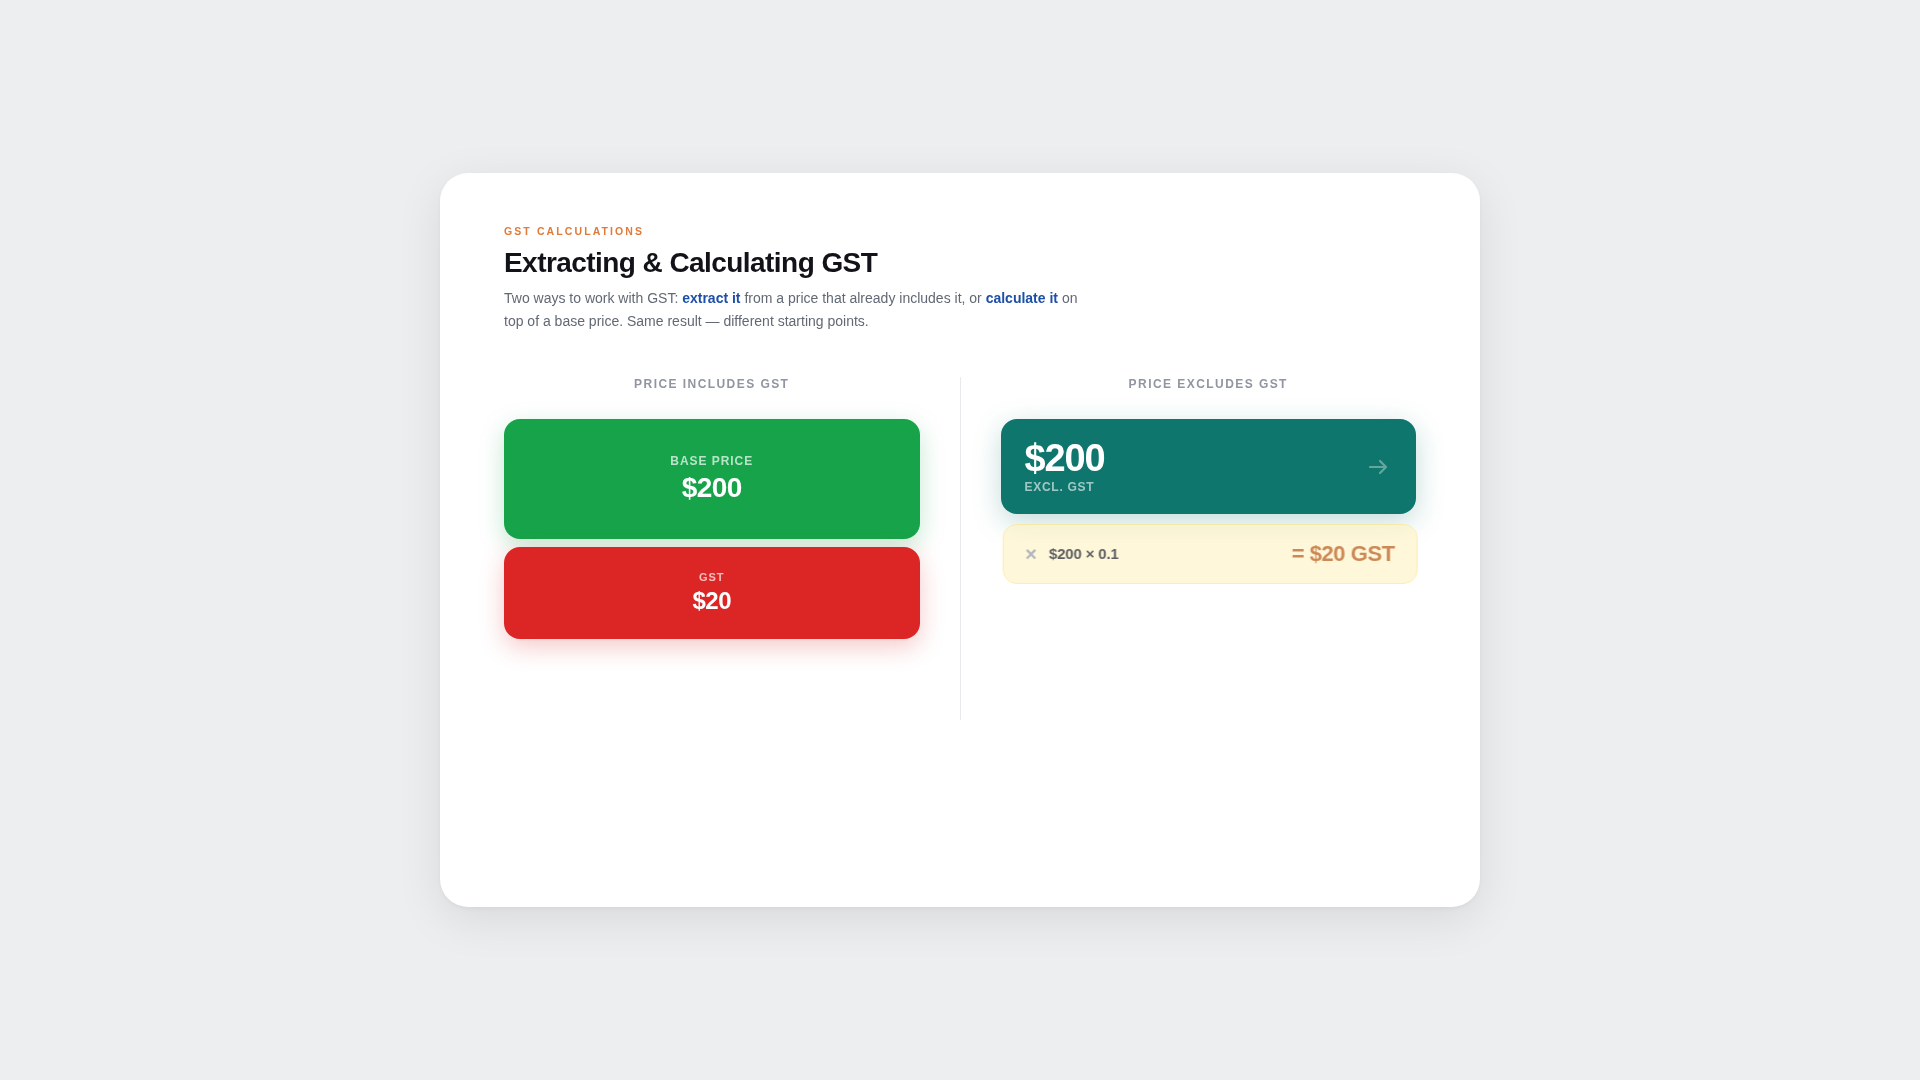 GST CALCULATIONS
Extracting & Calculating GST
Two ways to work with GST: extract it from a price that already includes it, or calculate it on
top of a base price. Same result — different starting points.
PRICE INCLUDES GST
BASE PRICE
$200
GST
$20
PRICE EXCLUDES GST
$200
EXCL. GST
× $200 × 0.1 = $20 GST